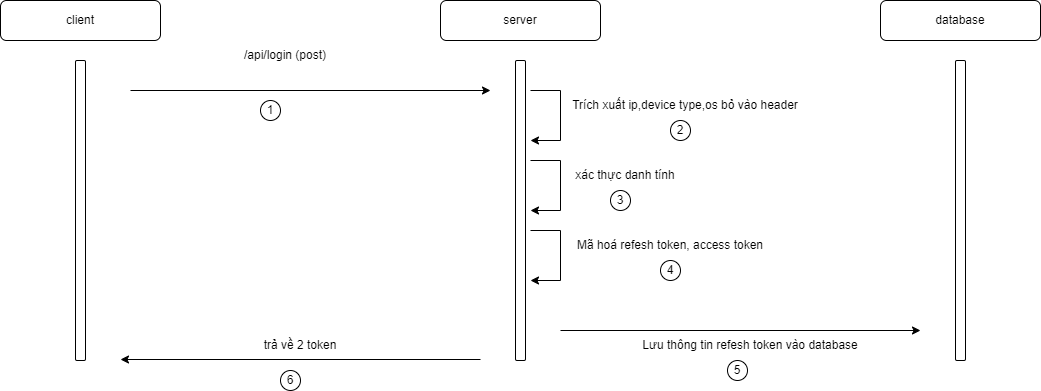 client
server
database
/api/login (post)
1
Trích xuất ip,device type,os bỏ vào header
2
xác thực danh tính
3
Mã hoá refesh token, access token
4
Lưu thông tin refesh token vào database
5
trả về 2 token
6